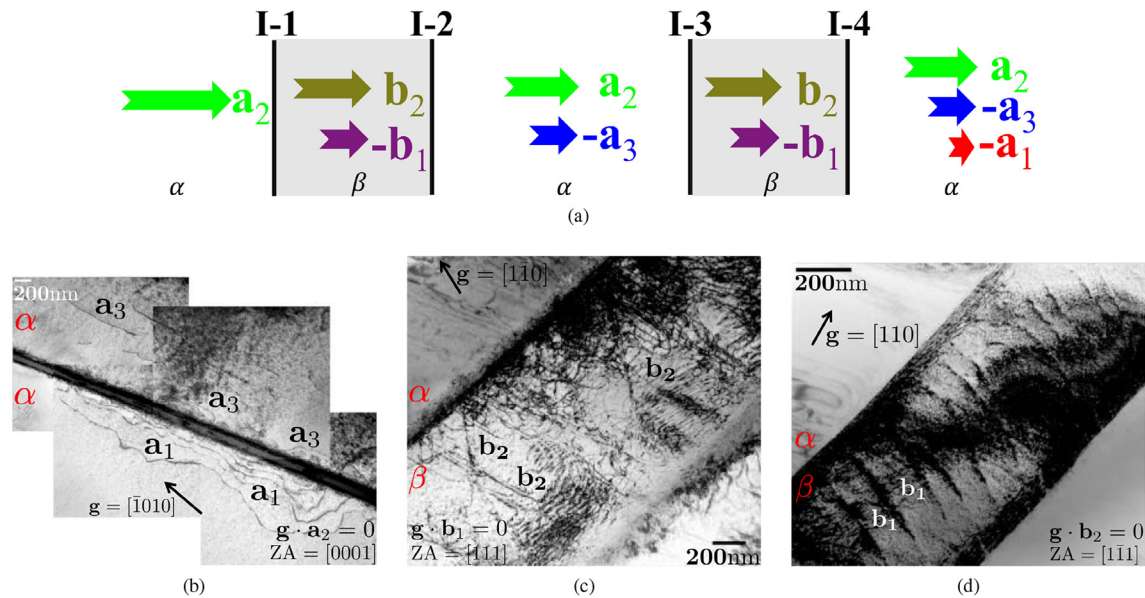 I-1 I-2 I-3 I-4
a₂ b₂ a₂ b₂ a₂
-b₁ -a₃ -b₁ -a₃
-a₁
α β α β α
(a)
200nm
a₃
α
α
a₃
a₃
a₁
a₁
g = [1̄010]
g · a₂ = 0
ZA = [0001]
(b)
g = [11̄0]
b₂
α
b₂
β
b₂
g · b₁ = 0
ZA = [111]
200nm
(c)
200nm
g = [110]
α
β
b₁
b₁
g · b₂ = 0
ZA = [11̄1]
(d)